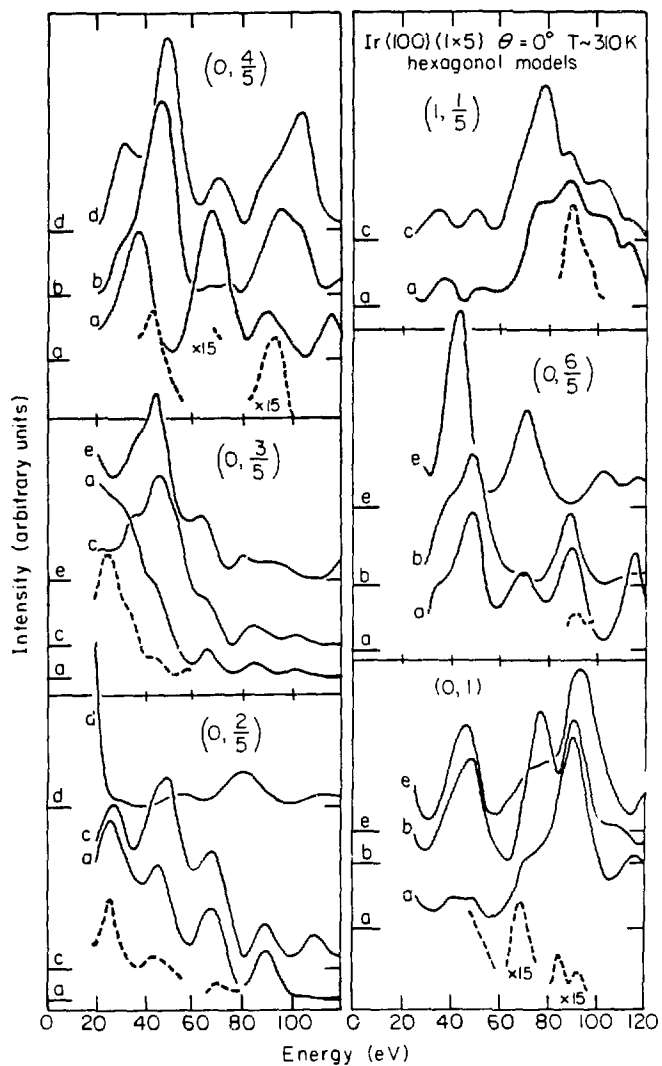 Ir(100)(1×5) θ=0° T~310K
hexagonal models
Intensity (arbitrary units)
(0, 4/5)
d
d
b
b
a
a
×15
×15
(0, 3/5)
e
a
c
e
c
a
(0, 2/5)
d
d
c
a
c
a
0 20 40 60 80 100
(1, 1/5)
c
c
a
a
(0, 6/5)
e
e
b
b
a
a
(0,1)
e
e
b
b
a
a
×15
×15
0 20 40 60 80 100 120
Energy (eV)